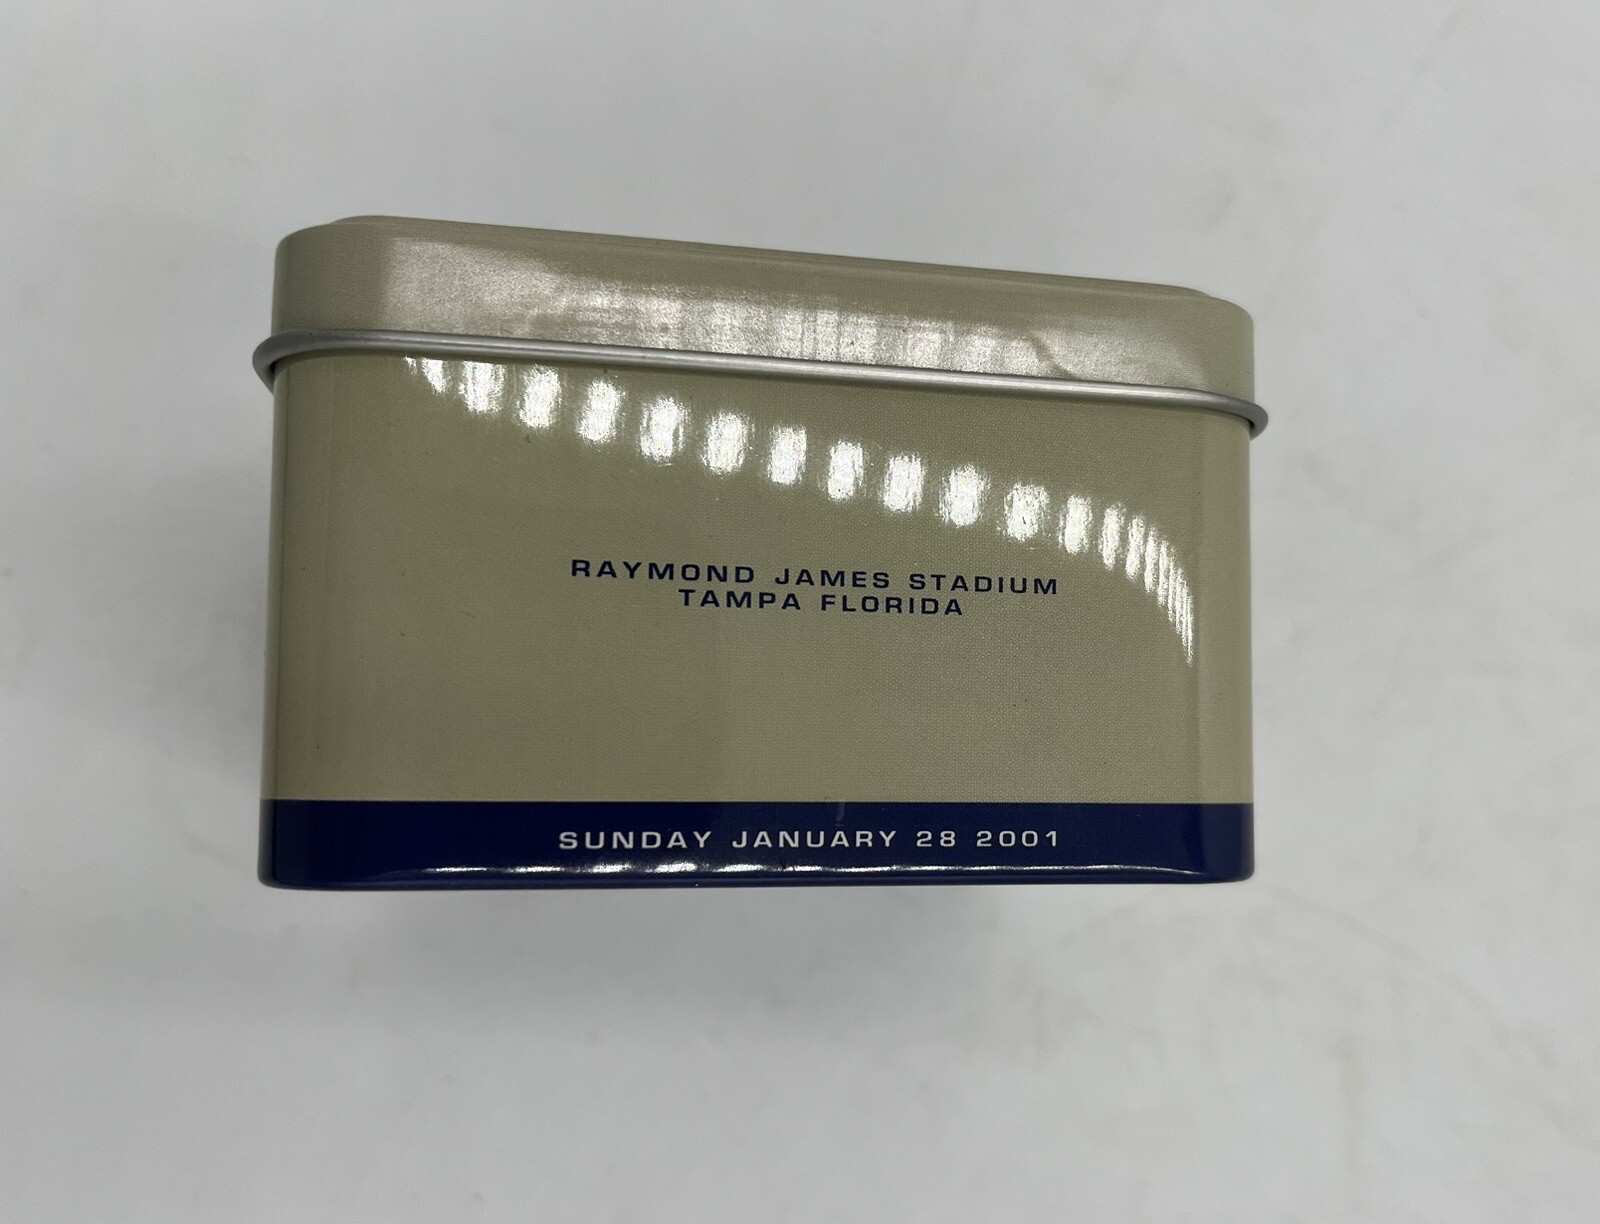 RAYMOND JAMES STADIUM
TAMPA FLORIDA
SUNDAY JANUARY 28 2001